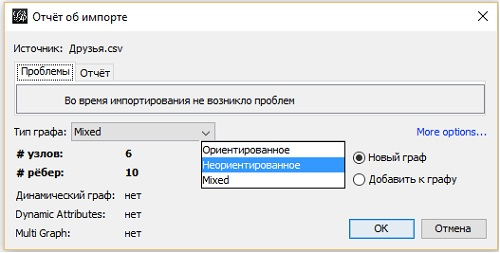 Отчёт об импорте
Источник: Друзья.csv
Проблемы Отчёт
Во время импортирования не возникло проблем
Тип графа: Mixed More options...
Ориентированное
# узлов: 6 Неориентированное Новый граф
Mixed
# рёбер: 10 Добавить к графу
Динамический граф: нет
Dynamic Attributes: нет
Multi Graph: нет
OK Отмена